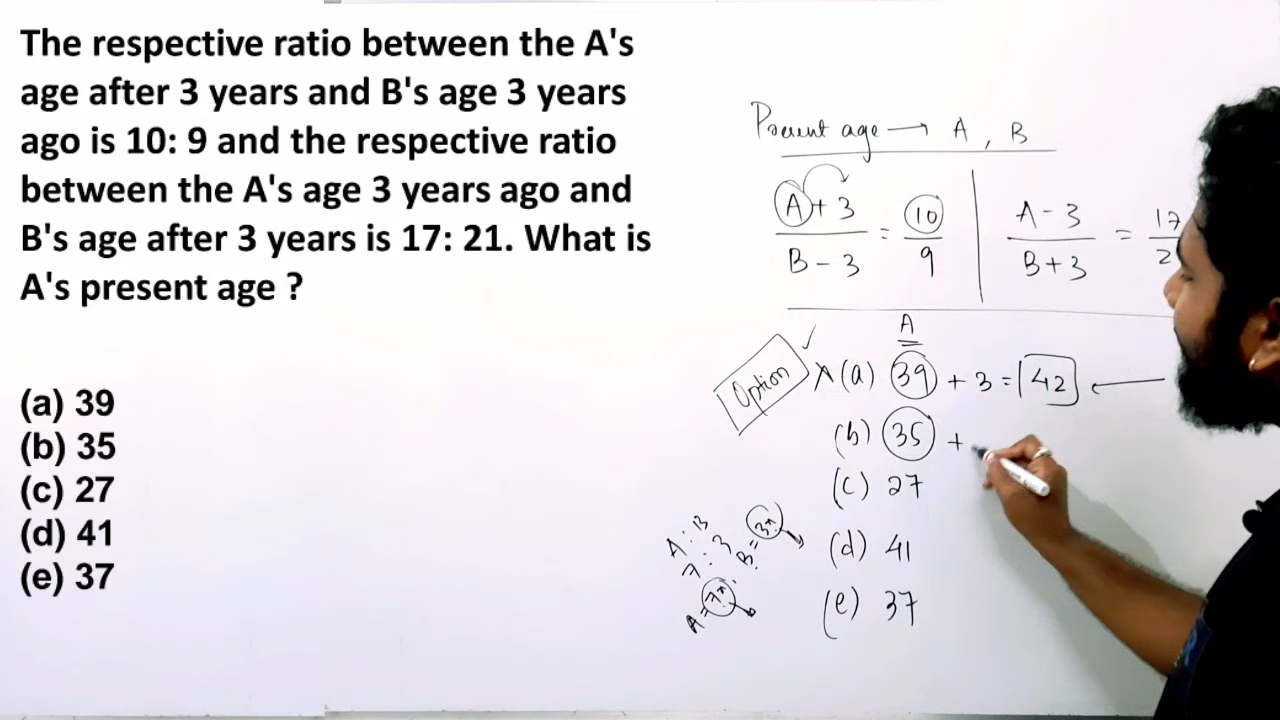 The respective ratio between the A's
age after 3 years and B's age 3 years
ago is 10: 9 and the respective ratio
between the A's age 3 years ago and
B's age after 3 years is 17: 21. What is
A's present age ?
(a) 39
(b) 35
(c) 27
(d) 41
(e) 37
Present age → A , B
A + 3 / B - 3 = 10 / 9
A - 3 / B + 3 = 17 / 2
A
Option
(a) 39 + 3 = 42
(b) 35 +
(c) 27
(d) 41
(e) 37
A : B
7 : 3
A = 7x
B = 3x